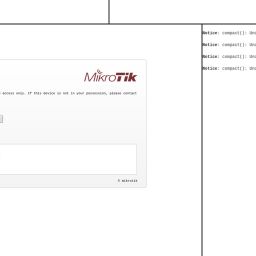 MikroTik
access only. If this device is not in your possession, please contact
© mikrotik
Notice: compact(): Und
Notice: compact(): Und
Notice: compact(): Und
Notice: compact(): Und